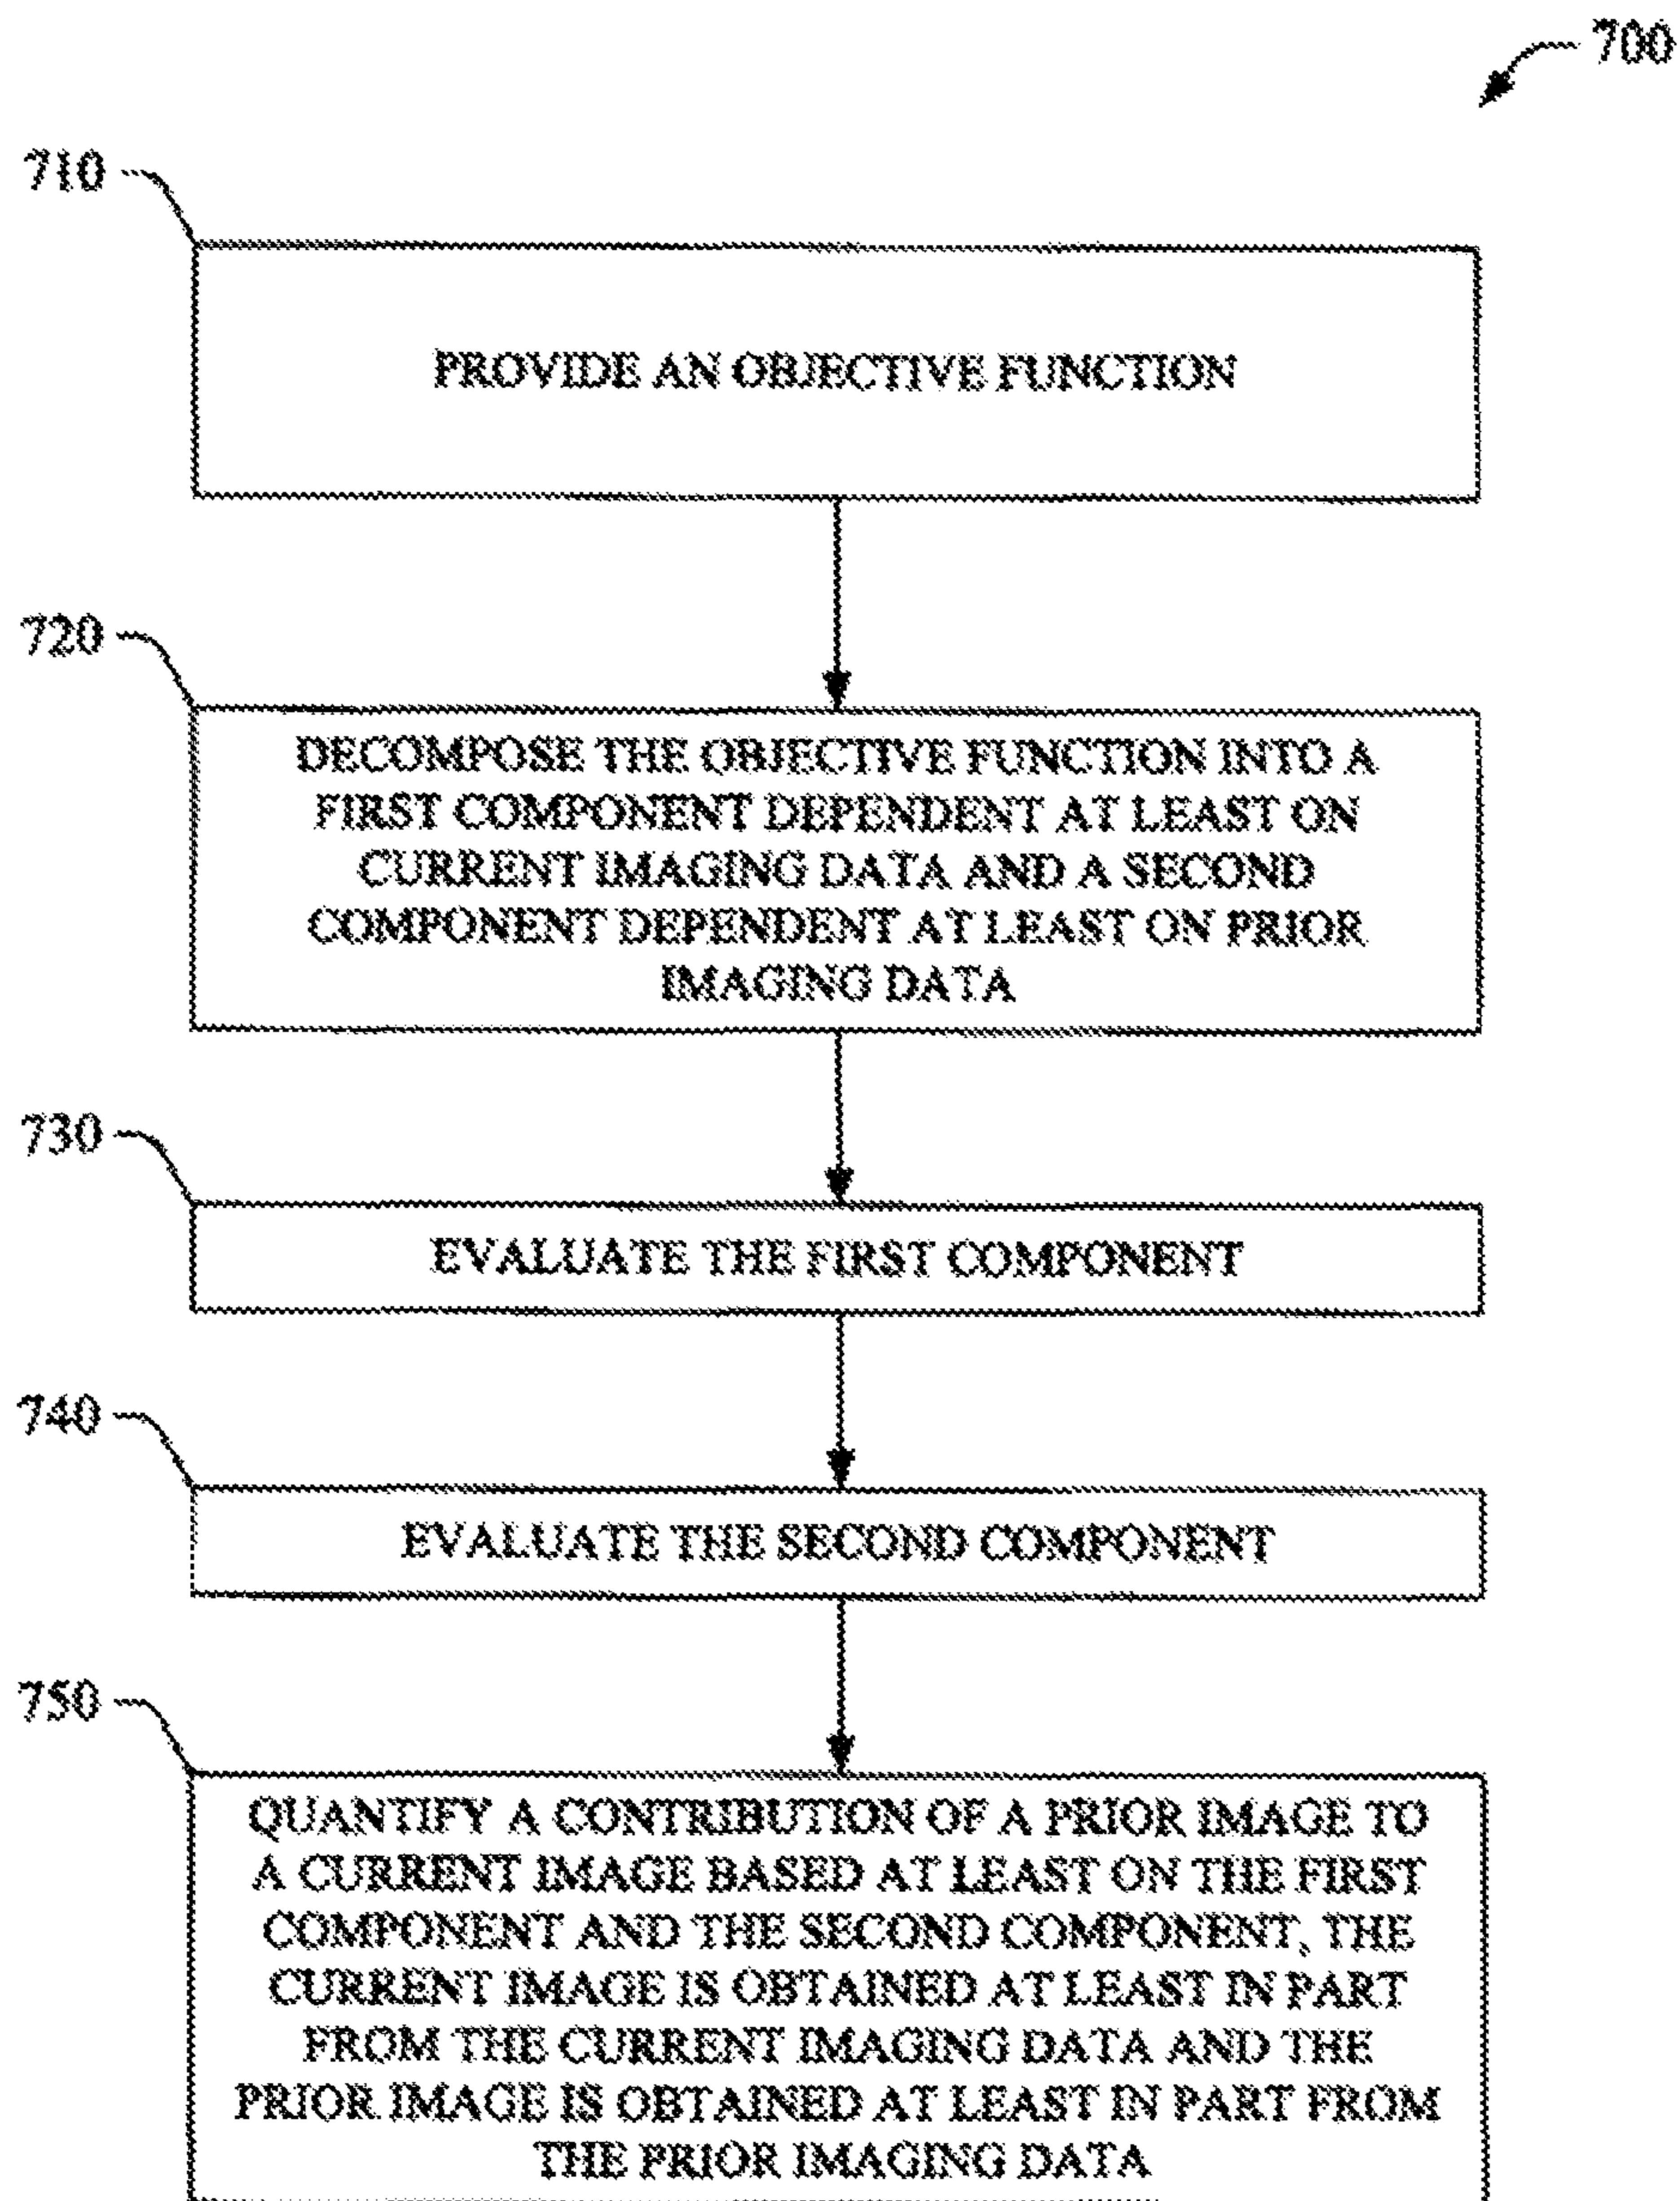 700
710
PROVIDE AN OBJECTIVE FUNCTION
720
DECOMPOSE THE OBJECTIVE FUNCTION INTO A
FIRST COMPONENT DEPENDENT AT LEAST ON
CURRENT IMAGING DATA AND A SECOND
COMPONENT DEPENDENT AT LEAST ON PRIOR
IMAGING DATA
730
EVALUATE THE FIRST COMPONENT
740
EVALUATE THE SECOND COMPONENT
750
QUANTIFY A CONTRIBUTION OF A PRIOR IMAGE TO
A CURRENT IMAGE BASED AT LEAST ON THE FIRST
COMPONENT AND THE SECOND COMPONENT, THE
CURRENT IMAGE IS OBTAINED AT LEAST IN PART
FROM THE CURRENT IMAGING DATA AND THE
PRIOR IMAGE IS OBTAINED AT LEAST IN PART FROM
THE PRIOR IMAGING DATA